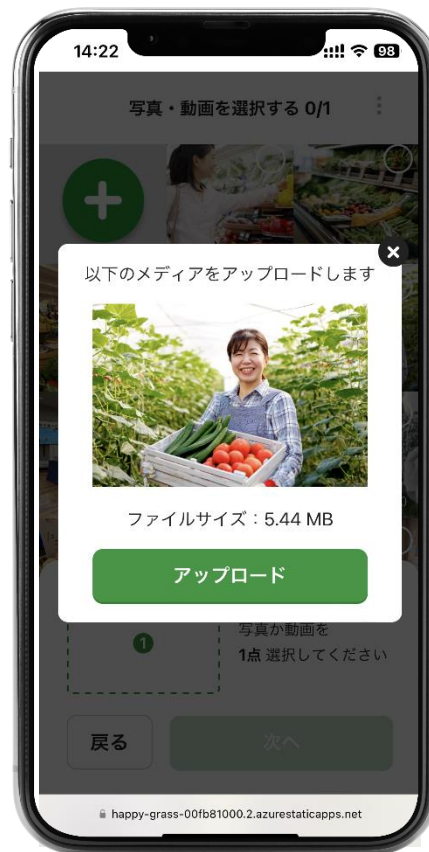 14:22
98
写真・動画を選択する 0/1
以下のメディアをアップロードします
ファイルサイズ：5.44 MB
アップロード
1
写真か動画を
1点 選択してください
戻る
次へ
happy-grass-00fb81000.2.azurestaticapps.net